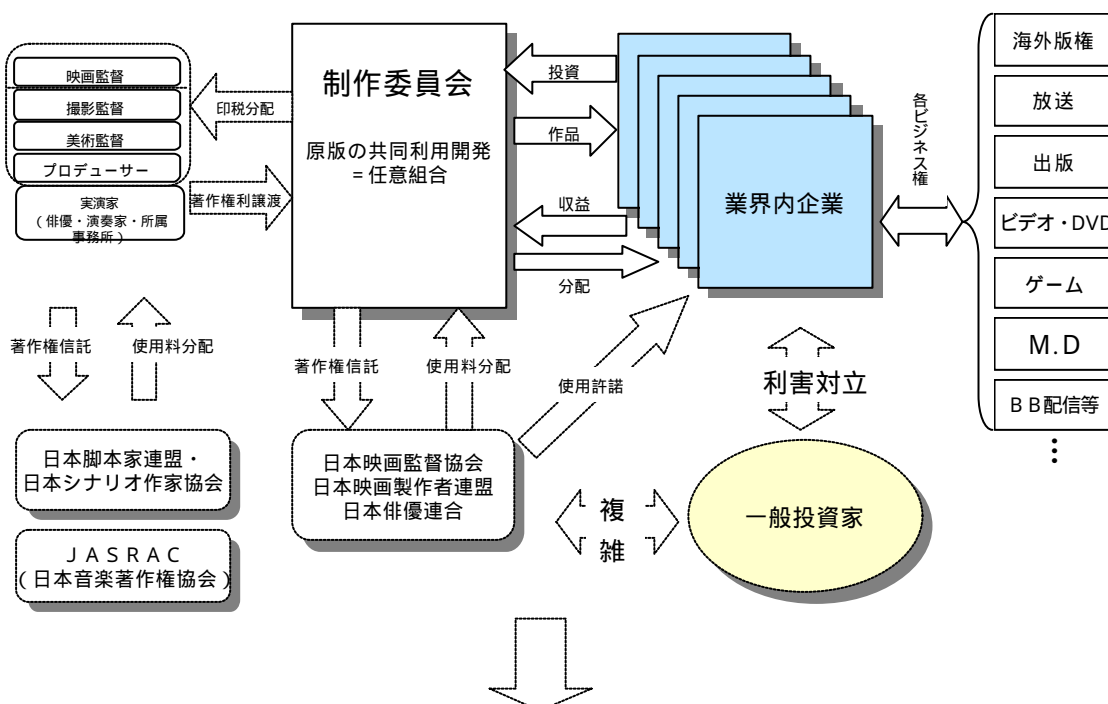 映画監督
撮影監督
美術監督
プロデューサー
実演家
（俳優・演奏家・所属
事務所）
印税分配
著作権利譲渡
制作委員会
原版の共同利用開発
=任意組合
投資
作品
収益
分配
業界内企業
各ビジネス権
海外版権
放送
出版
ビデオ・DVD
ゲーム
M.D
ＢＢ配信等
⋮
著作権信託
使用料分配
著作権信託
使用料分配
使用許諾
利害対立
日本脚本家連盟・
日本シナリオ作家協会
ＪＡＳＲＡＣ
（日本音楽著作権協会）
日本映画監督協会
日本映画製作者連盟
日本俳優連合
複
雑
一般投資家